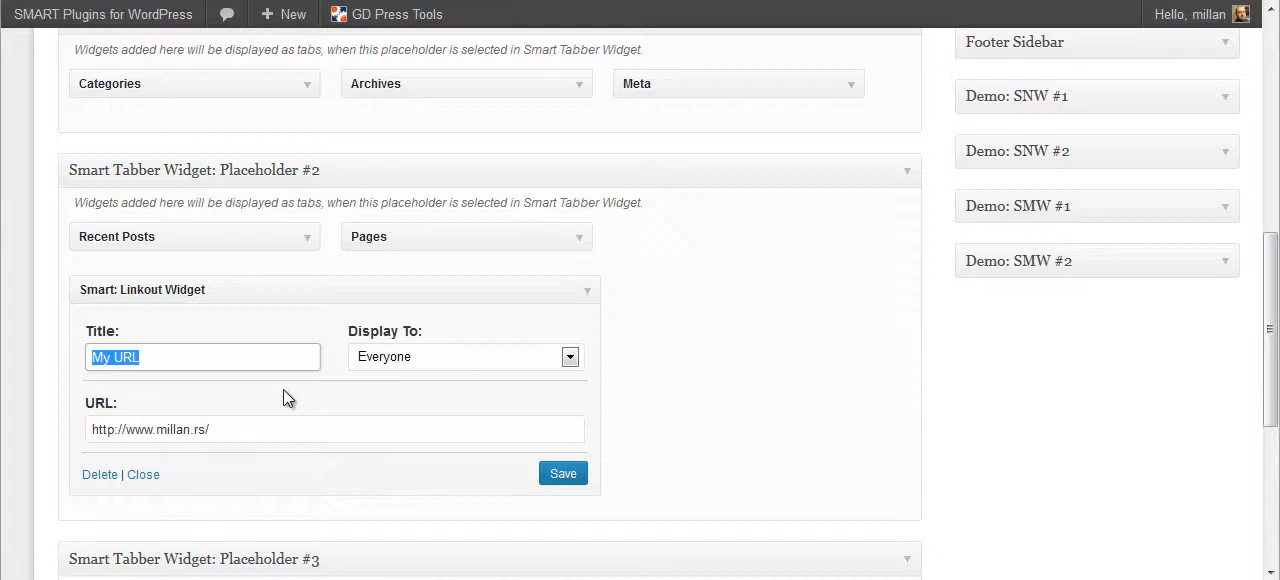 SMART Plugins for WordPress New GD Press Tools Hello, millan
Widgets added here will be displayed as tabs, when this placeholder is selected in Smart Tabber Widget.
Categories Archives Meta
Smart Tabber Widget: Placeholder #2
Widgets added here will be displayed as tabs, when this placeholder is selected in Smart Tabber Widget.
Recent Posts Pages
Smart: Linkout Widget
Title: Display To:
My URL Everyone
URL:
http://www.millan.rs/
Delete | Close Save
Smart Tabber Widget: Placeholder #3
Footer Sidebar
Demo: SNW #1
Demo: SNW #2
Demo: SMW #1
Demo: SMW #2